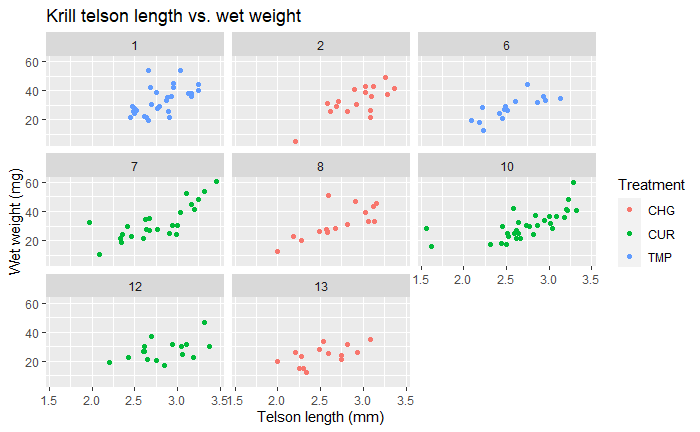 Krill telson length vs. wet weight
1 2 6
60
40
20
7 8 10
60
40
20
12 13
60
40
20
1.5 2.0 2.5 3.0 3.5
1.5 2.0 2.5 3.0 3.5
1.5 2.0 2.5 3.0 3.5
Telson length (mm)
Wet weight (mg)
Treatment
CHG
CUR
TMP